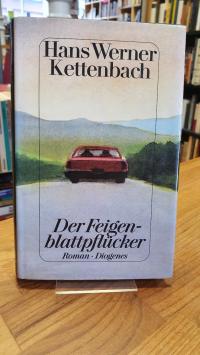 Hans Werner
Kettenbach
Der Feigen-
blattpflücker
Roman · Diogenes